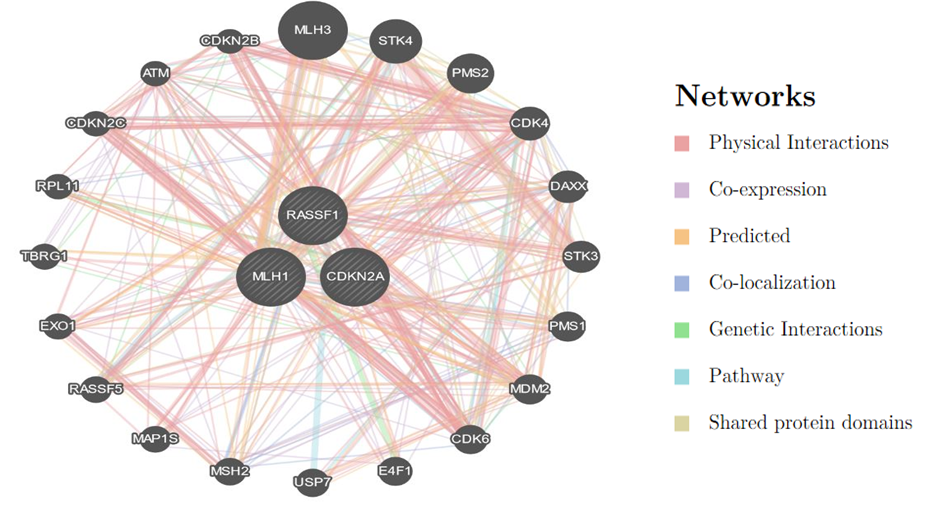 MLH3
CDKN2B
STK4
ATM
PMS2
CDKN2C
CDK4
RPL11
DAXX
RASSF1
TBRG1
STK3
MLH1
CDKN2A
EXO1
PMS1
RASSF5
MDM2
MAP1S
CDK6
MSH2
E4F1
USP7
Networks
Physical Interactions
Co-expression
Predicted
Co-localization
Genetic Interactions
Pathway
Shared protein domains